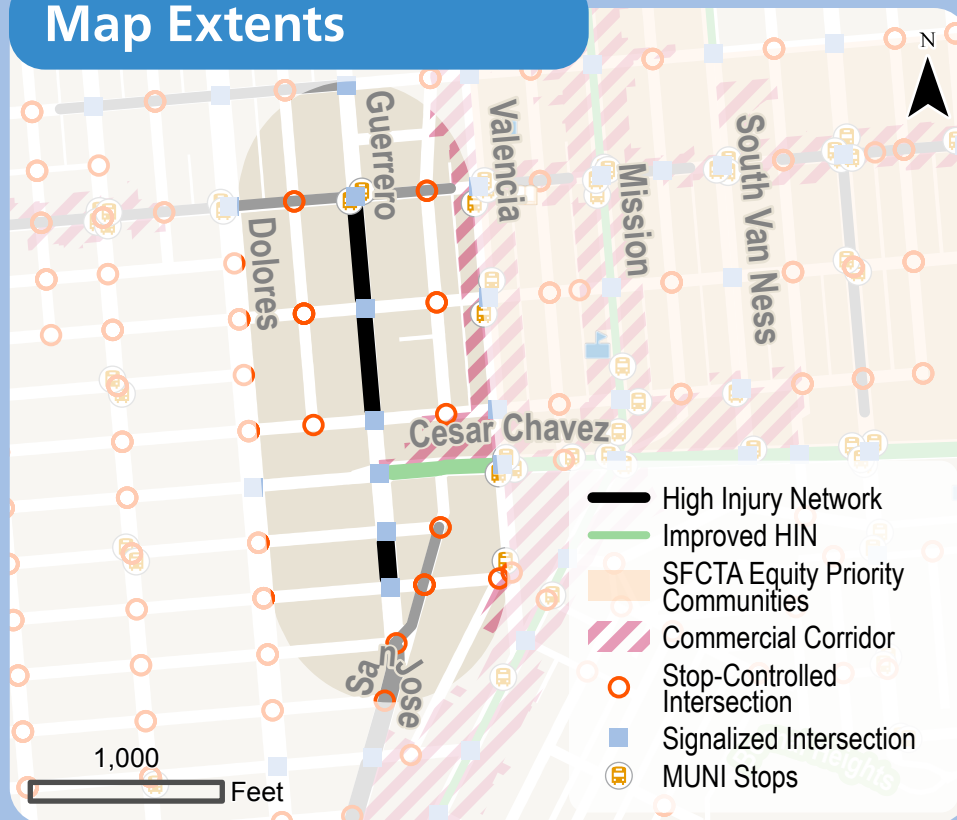 Map Extents
N
Guerrero
Valencia
Mission
South Van Ness
Dolores
Cesar Chavez
San Jose
High Injury Network
Improved HIN
SFCTA Equity Priority
Communities
Commercial Corridor
Stop-Controlled
Intersection
Signalized Intersection
MUNI Stops
Heights
1,000
Feet